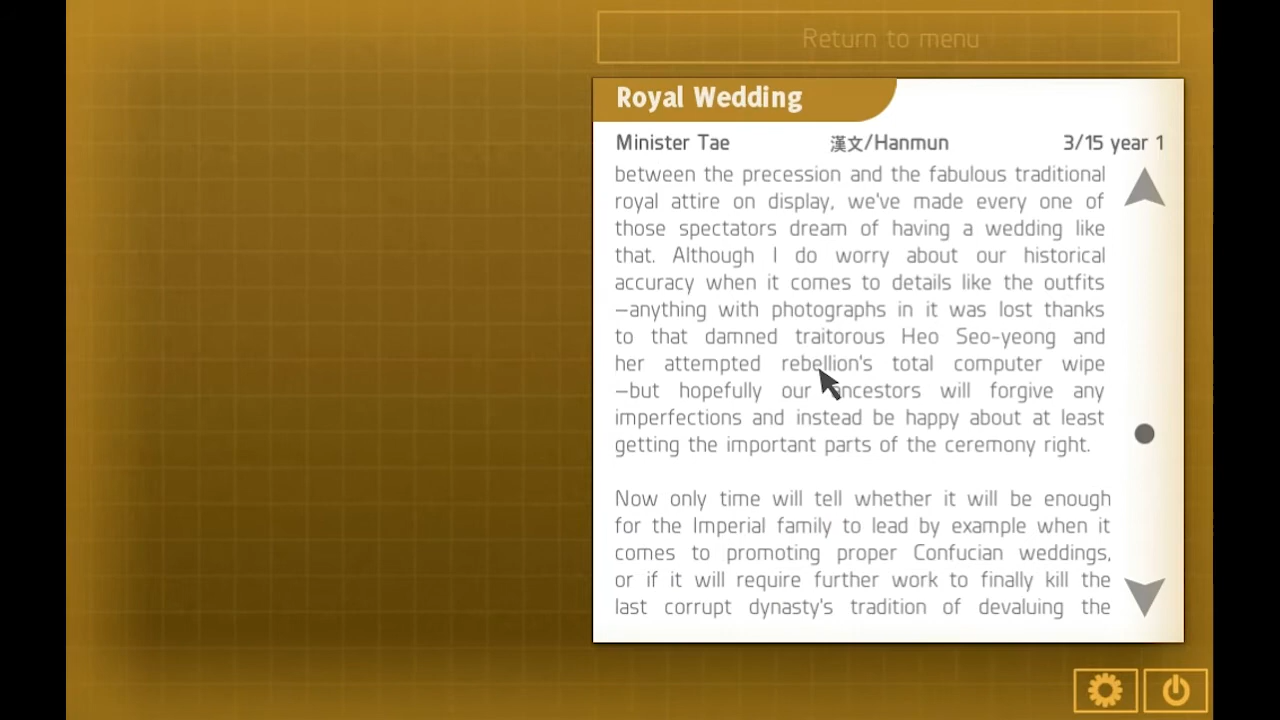 Return to menu
Royal Wedding
Minister Tae 漢文/Hanmun 3/15 year 1
between the precession and the fabulous traditional
royal attire on display, we've made every one of
those spectators dream of having a wedding like
that. Although I do worry about our historical
accuracy when it comes to details like the outfits
—anything with photographs in it was lost thanks
to that damned traitorous Heo Seo-yeong and
her attempted rebellion's total computer wipe
—but hopefully our ancestors will forgive any
imperfections and instead be happy about at least
getting the important parts of the ceremony right.
Now only time will tell whether it will be enough
for the Imperial family to lead by example when it
comes to promoting proper Confucian weddings,
or if it will require further work to finally kill the
last corrupt dynasty's tradition of devaluing the